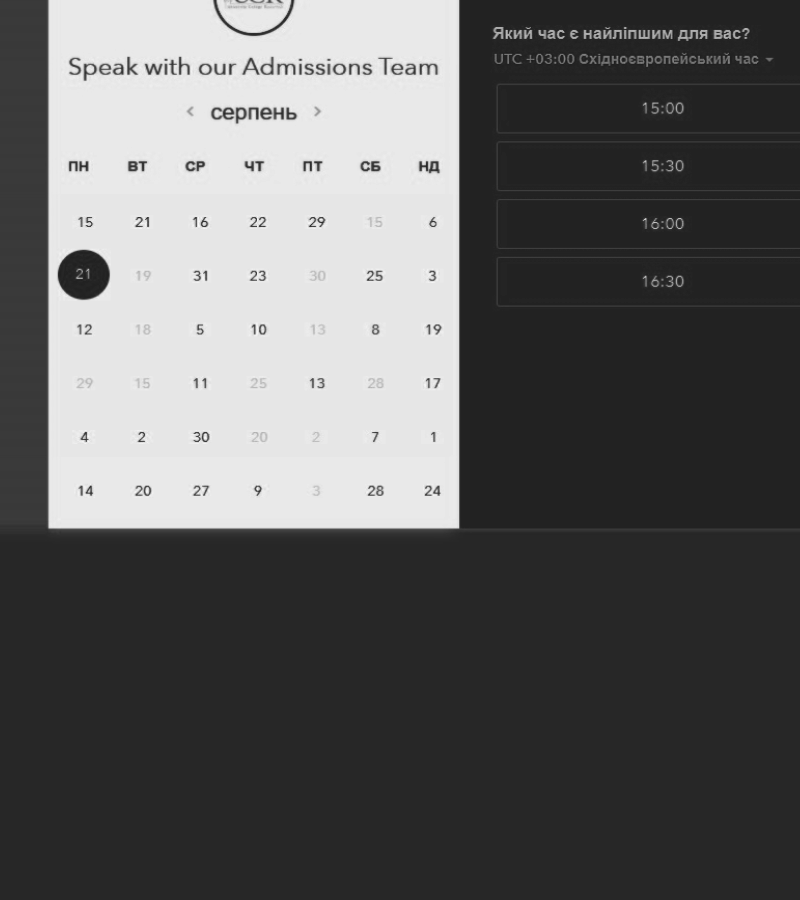 Speak with our Admissions Team
‹ серпень ›
ПН ВТ СР ЧТ ПТ СБ НД
15 21 16 22 29 15 6
21 19 31 23 30 25 3
12 18 5 10 13 8 19
29 15 11 25 13 28 17
4 2 30 20 2 7 1
14 20 27 9 3 28 24
Який час є найліпшим для вас?
UTC +03:00 Східноєвропейський час
15:00
15:30
16:00
16:30